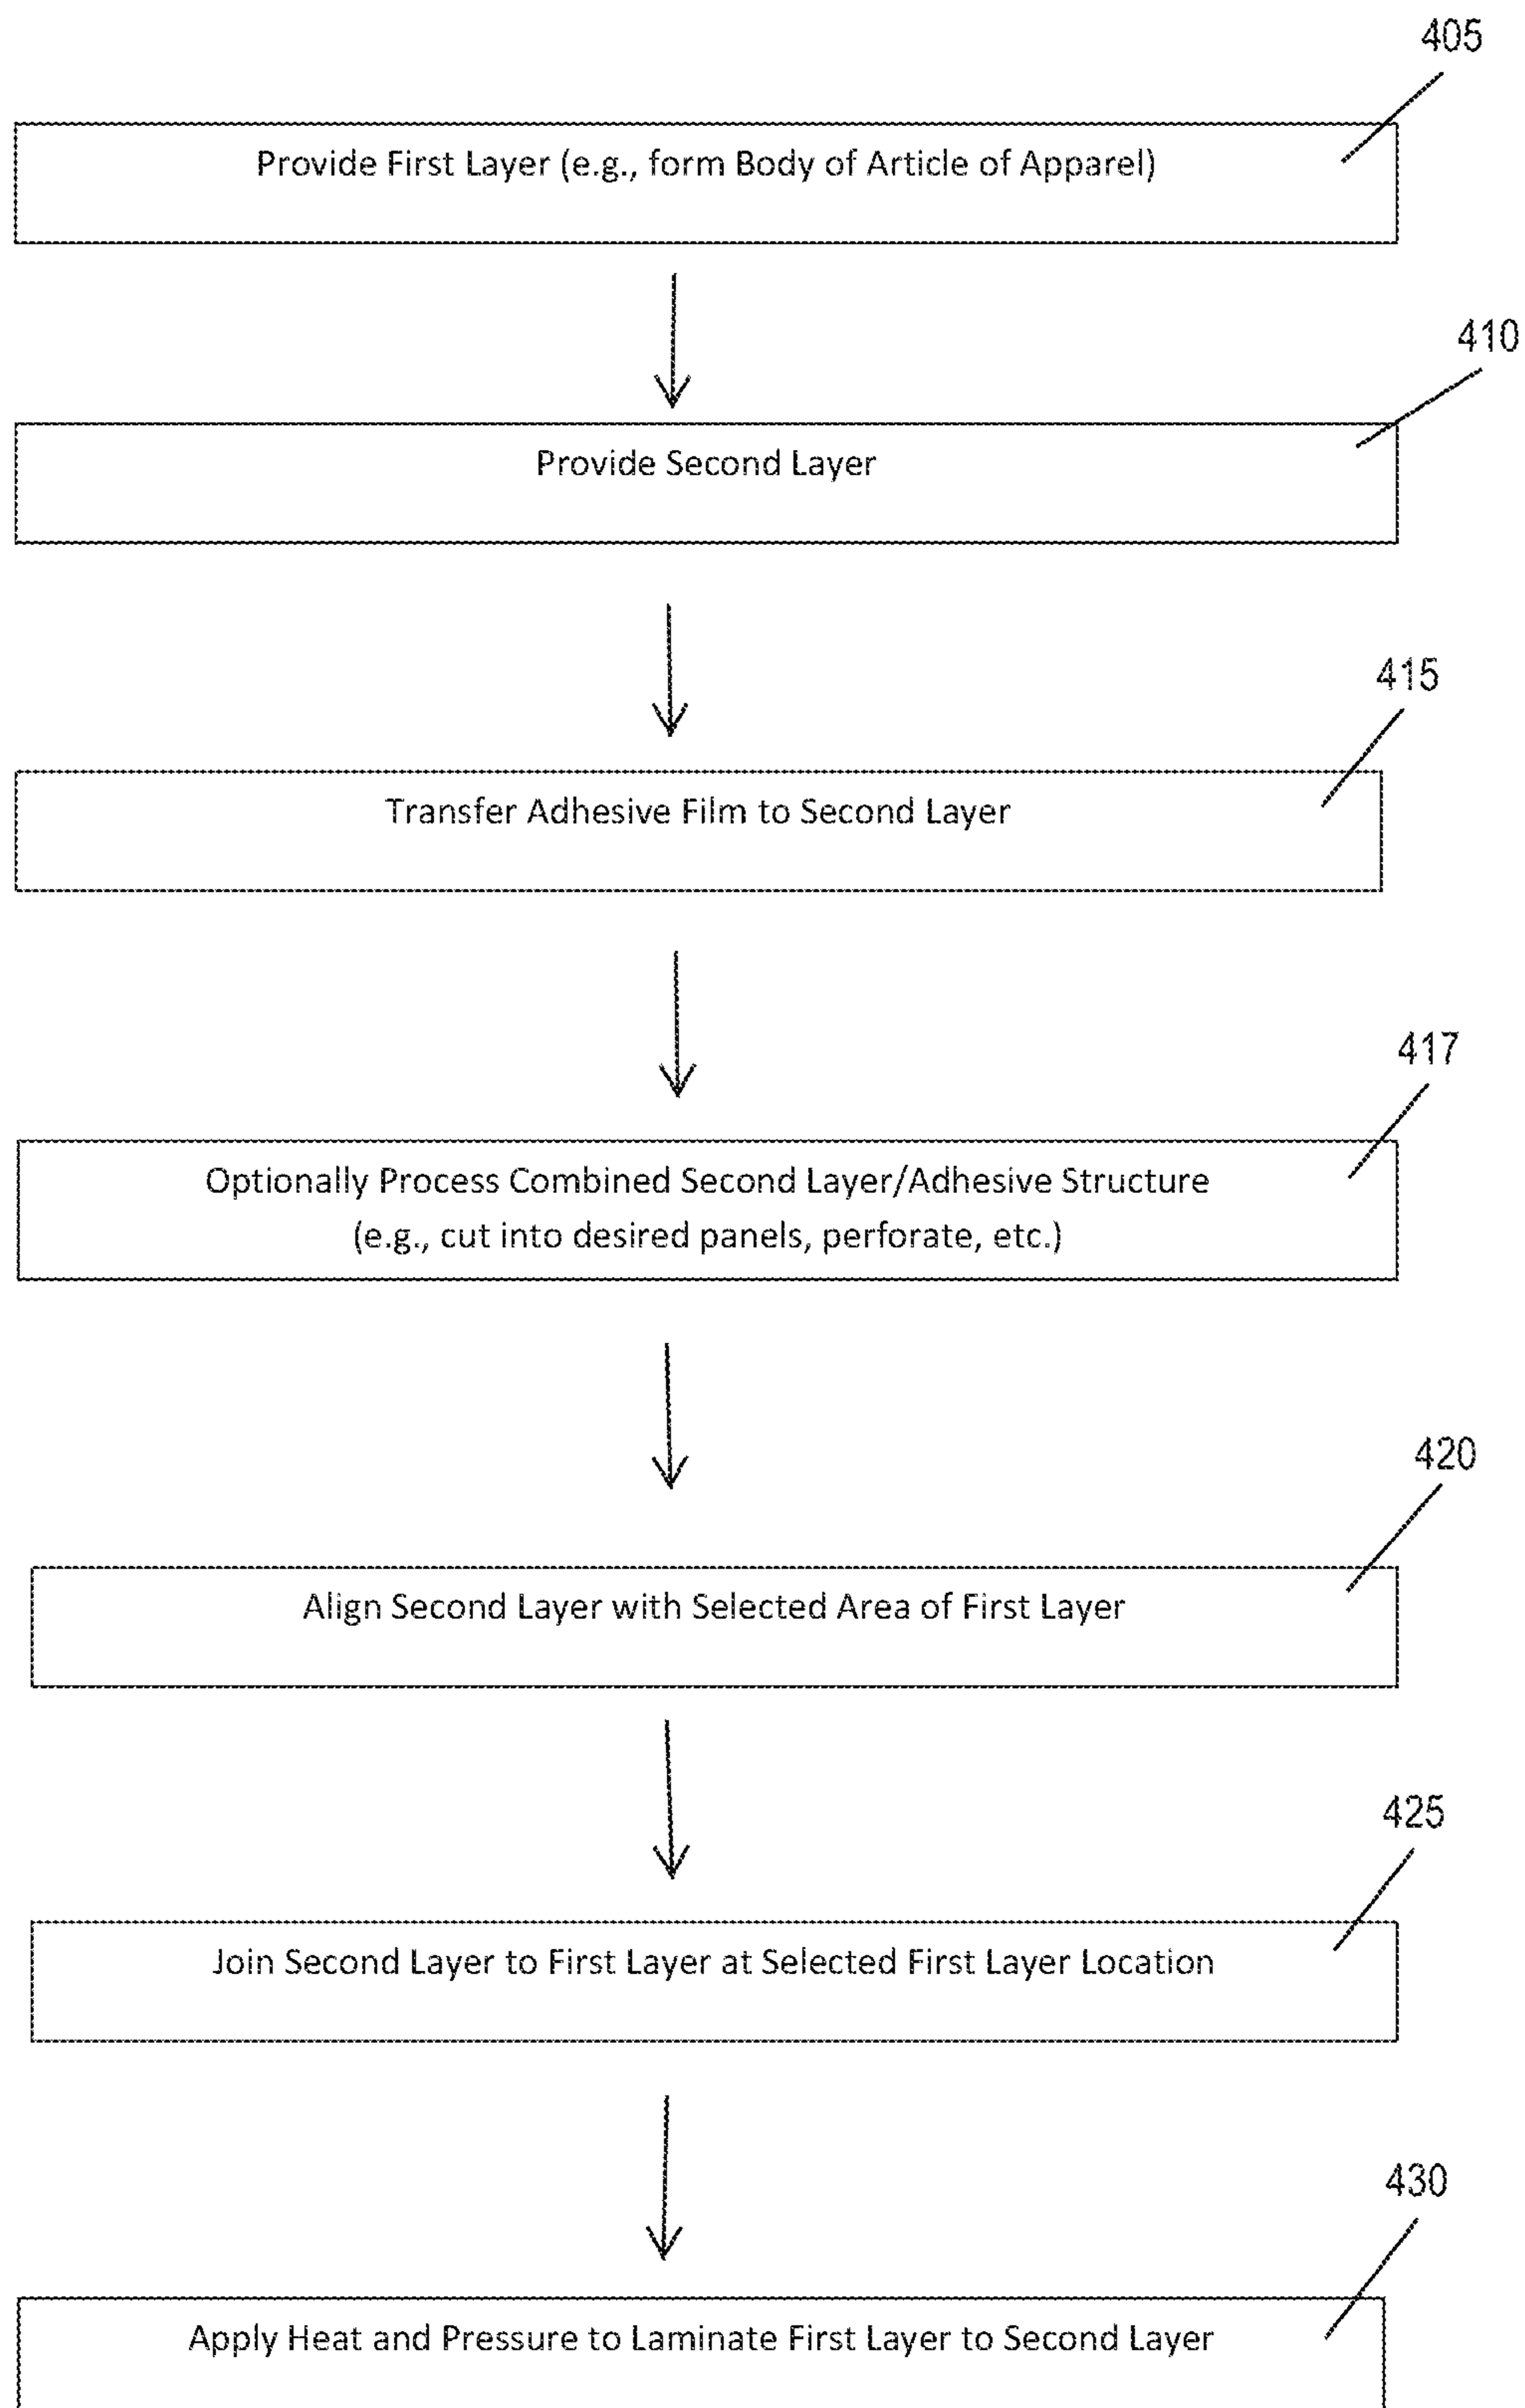 405
Provide First Layer (e.g., form Body of Article of Apparel)
410
Provide Second Layer
415
Transfer Adhesive Film to Second Layer
417
Optionally Process Combined Second Layer/Adhesive Structure
(e.g., cut into desired panels, perforate, etc.)
420
Align Second Layer with Selected Area of First Layer
425
Join Second Layer to First Layer at Selected First Layer Location
430
Apply Heat and Pressure to Laminate First Layer to Second Layer